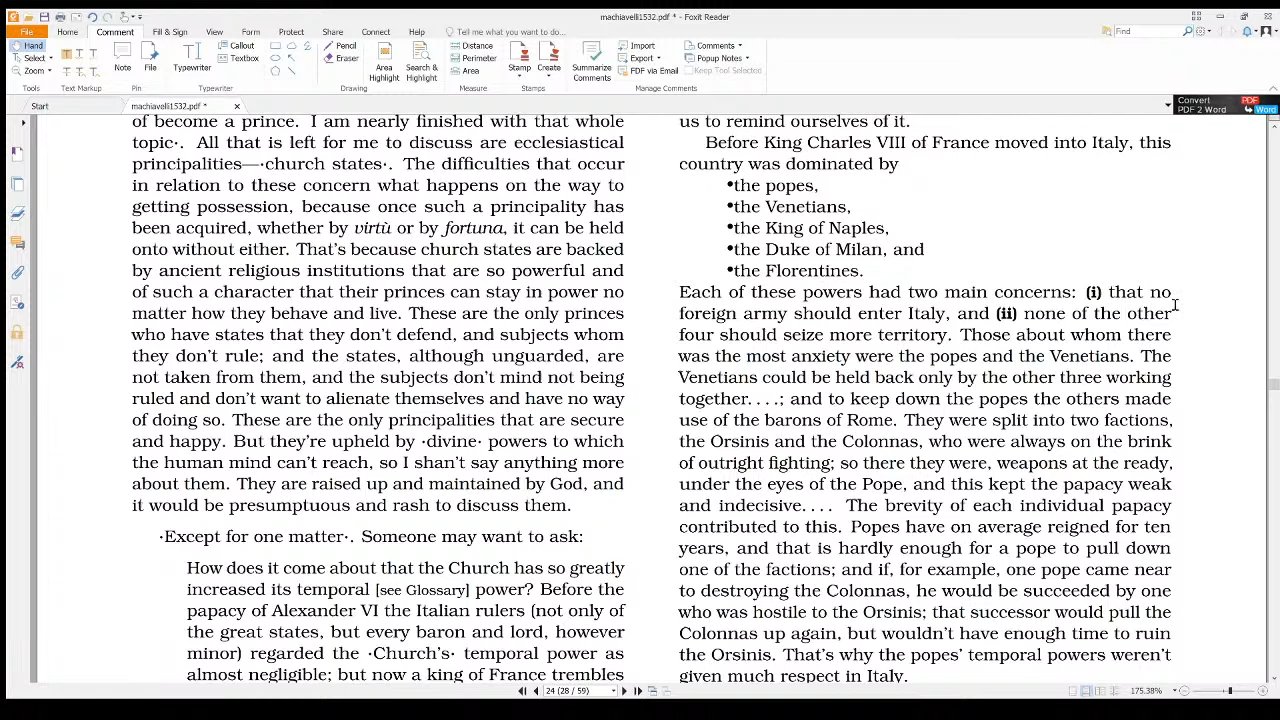 machiavelli1532.pdf * - Foxit Reader
File
Home
Comment
Fill & Sign
View
Form
Protect
Share
Connect
Help
Tell me what you want to do...
Find
Hand
Select
Zoom
Tools
T T T
T T T
Text Markup
Note
File
Typewriter
Callout
Textbox
Typewriter
Pencil
Eraser
Drawing
Area Highlight
Search & Highlight
Distance
Perimeter
Area
Measure
Stamp
Create
Stamps
Summarize Comments
Import
Export
FDF via Email
Comments
Popup Notes
Keep Tool Selected
Manage Comments
Start
machiavelli1532.pdf *
Convert PDF
PDF 2 Word Word
of become a prince. I am nearly finished with that whole
topic·. All that is left for me to discuss are ecclesiastical
principalities—·church states·. The difficulties that occur
in relation to these concern what happens on the way to
getting possession, because once such a principality has
been acquired, whether by virtù or by fortuna, it can be held
onto without either. That's because church states are backed
by ancient religious institutions that are so powerful and
of such a character that their princes can stay in power no
matter how they behave and live. These are the only princes
who have states that they don't defend, and subjects whom
they don't rule; and the states, although unguarded, are
not taken from them, and the subjects don't mind not being
ruled and don't want to alienate themselves and have no way
of doing so. These are the only principalities that are secure
and happy. But they're upheld by ·divine· powers to which
the human mind can't reach, so I shan't say anything more
about them. They are raised up and maintained by God, and
it would be presumptuous and rash to discuss them.
·Except for one matter·. Someone may want to ask:
How does it come about that the Church has so greatly
increased its temporal [see Glossary] power? Before the
papacy of Alexander VI the Italian rulers (not only of
the great states, but every baron and lord, however
minor) regarded the ·Church's· temporal power as
almost negligible; but now a king of France trembles
us to remind ourselves of it.
Before King Charles VIII of France moved into Italy, this
country was dominated by
•the popes,
•the Venetians,
•the King of Naples,
•the Duke of Milan, and
•the Florentines.
Each of these powers had two main concerns: (i) that no
foreign army should enter Italy, and (ii) none of the other
four should seize more territory. Those about whom there
was the most anxiety were the popes and the Venetians. The
Venetians could be held back only by the other three working
together. . . .; and to keep down the popes the others made
use of the barons of Rome. They were split into two factions,
the Orsinis and the Colonnas, who were always on the brink
of outright fighting; so there they were, weapons at the ready,
under the eyes of the Pope, and this kept the papacy weak
and indecisive. . . . The brevity of each individual papacy
contributed to this. Popes have on average reigned for ten
years, and that is hardly enough for a pope to pull down
one of the factions; and if, for example, one pope came near
to destroying the Colonnas, he would be succeeded by one
who was hostile to the Orsinis; that successor would pull the
Colonnas up again, but wouldn't have enough time to ruin
the Orsinis. That's why the popes' temporal powers weren't
given much respect in Italy.
24 (28 / 59)
175.38%